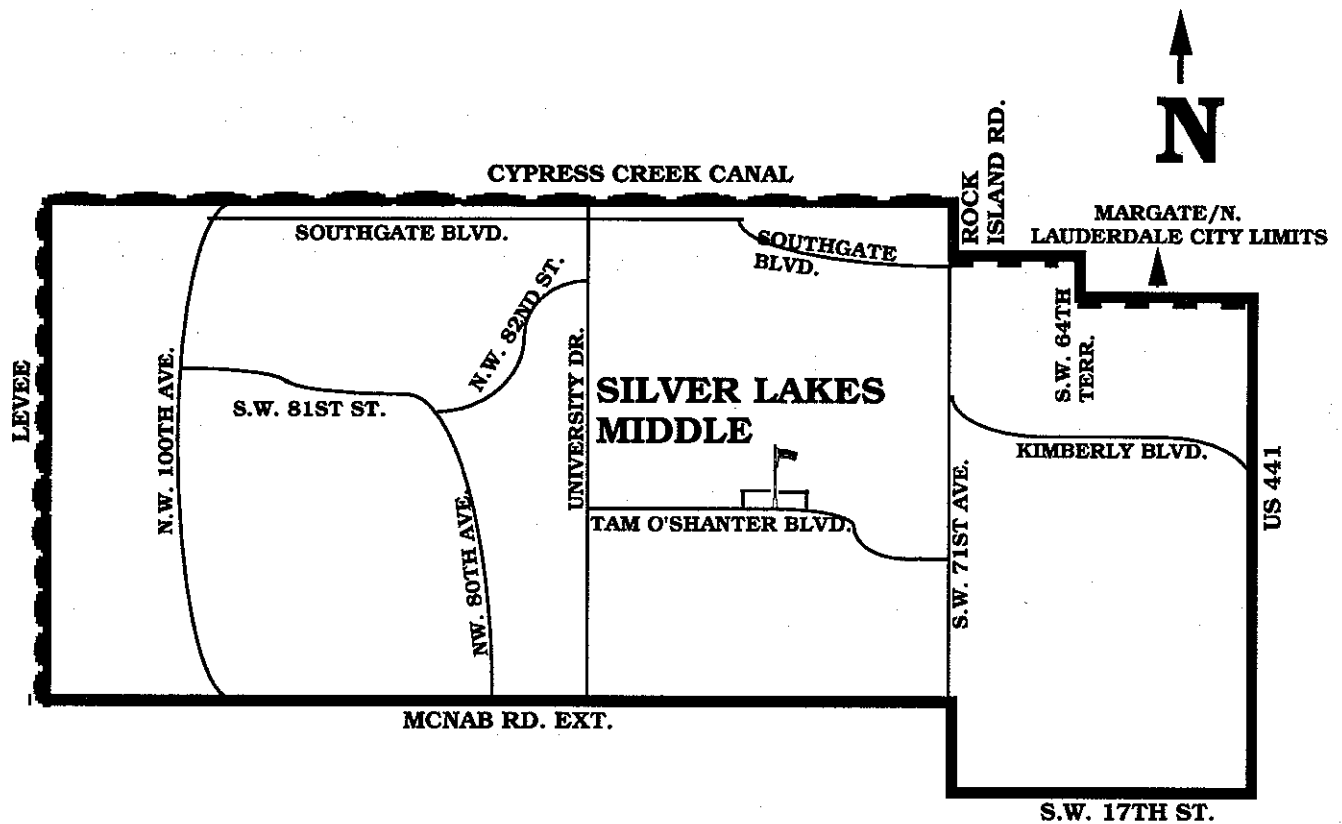 N
ROCK
ISLAND RD.
CYPRESS CREEK CANAL
MARGATE/N.
LAUDERDALE CITY LIMITS
SOUTHGATE BLVD.
SOUTHGATE
BLVD.
N.W. 82ND ST.
S.W. 64TH
TERR.
LEVEE
N.W. 100TH AVE.
S.W. 81ST ST.
UNIVERSITY DR.
SILVER LAKES
MIDDLE
KIMBERLY BLVD.
US 441
NW. 80TH AVE.
TAM O'SHANTER BLVD.
S.W. 71ST AVE.
MCNAB RD. EXT.
S.W. 17TH ST.